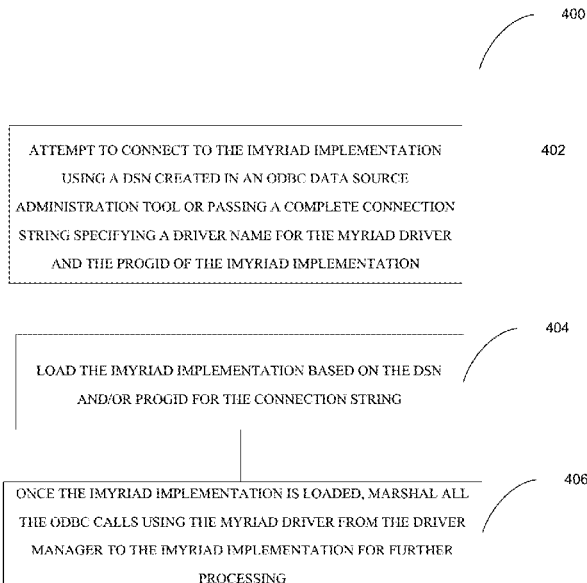 400
402
ATTEMPT TO CONNECT TO THE IMYRIAD IMPLEMENTATION
USING A DSN CREATED IN AN ODBC DATA SOURCE
ADMINISTRATION TOOL OR PASSING A COMPLETE CONNECTION
STRING SPECIFYING A DRIVER NAME FOR THE MYRIAD DRIVER
AND THE PROGID OF THE IMYRIAD IMPLEMENTATION
404
LOAD THE IMYRIAD IMPLEMENTATION BASED ON THE DSN
AND/OR PROGID FOR THE CONNECTION STRING
406
ONCE THE IMYRIAD IMPLEMENTATION IS LOADED, MARSHAL ALL
THE ODBC CALLS USING THE MYRIAD DRIVER FROM THE DRIVER
MANAGER TO THE IMYRIAD IMPLEMENTATION FOR FURTHER
PROCESSING